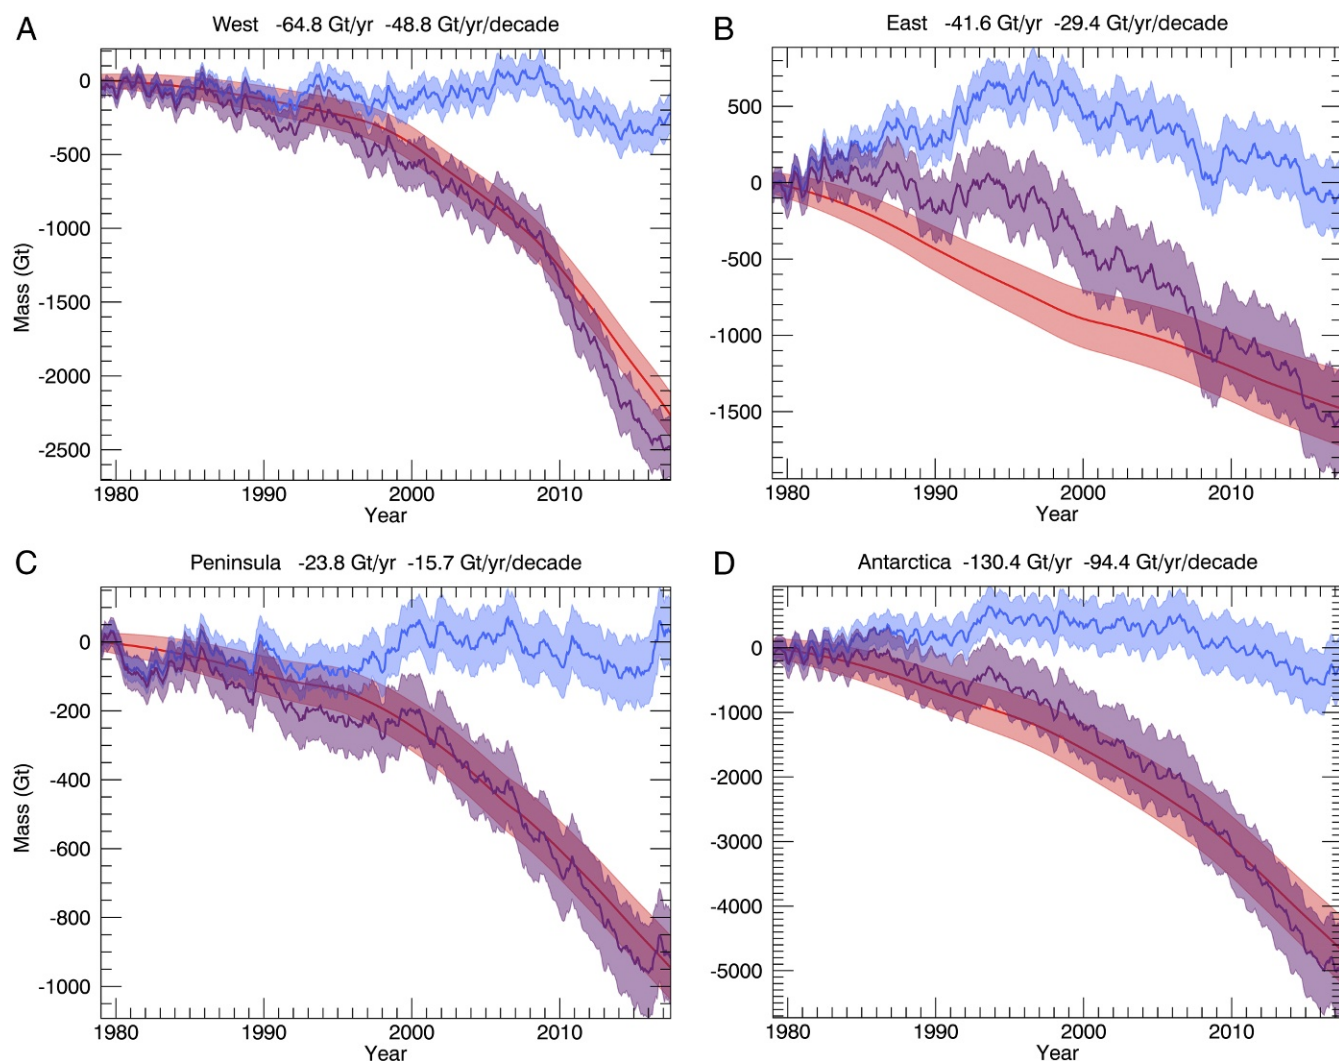 A West -64.8 Gt/yr -48.8 Gt/yr/decade
0
-500
-1000
-1500
-2000
-2500
Mass (Gt)
1980 1990 2000 2010
Year
B East -41.6 Gt/yr -29.4 Gt/yr/decade
500
0
-500
-1000
-1500
1980 1990 2000 2010
Year
C Peninsula -23.8 Gt/yr -15.7 Gt/yr/decade
0
-200
-400
-600
-800
-1000
Mass (Gt)
1980 1990 2000 2010
Year
D Antarctica -130.4 Gt/yr -94.4 Gt/yr/decade
0
-1000
-2000
-3000
-4000
-5000
1980 1990 2000 2010
Year